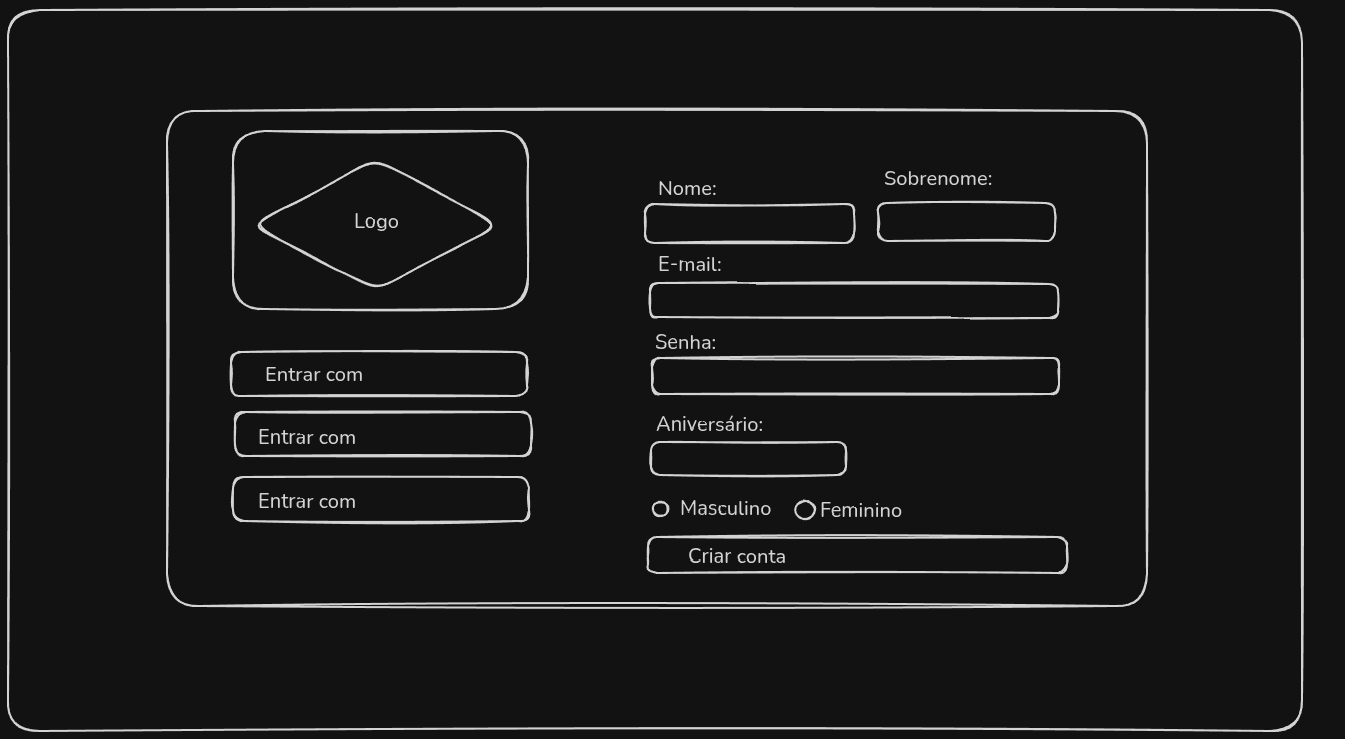 Logo
Entrar com
Entrar com
Entrar com
Nome:
Sobrenome:
E-mail:
Senha:
Aniversário:
Masculino
Feminino
Criar conta